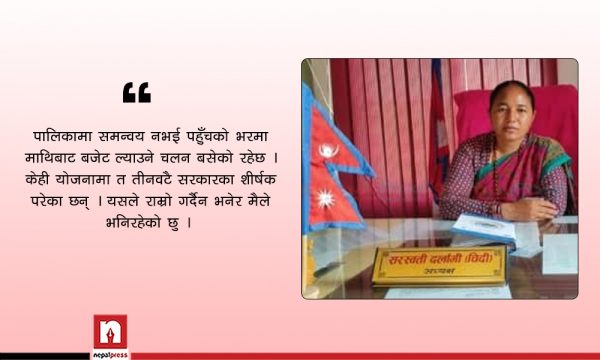 “
पालिकामा समन्वय नभई पहुँचको भरमा
माथिबाट बजेट ल्याउने चलन बसेको रहेछ ।
केही योजनामा त तीनवटै सरकारका शीर्षक
परेका छन् । यसले राम्रो गर्दैन भनेर मैले
भनिरहेको छु ।
सरस्वती दर्लामी (विदी)
अध्यक्ष
n
nepalpress